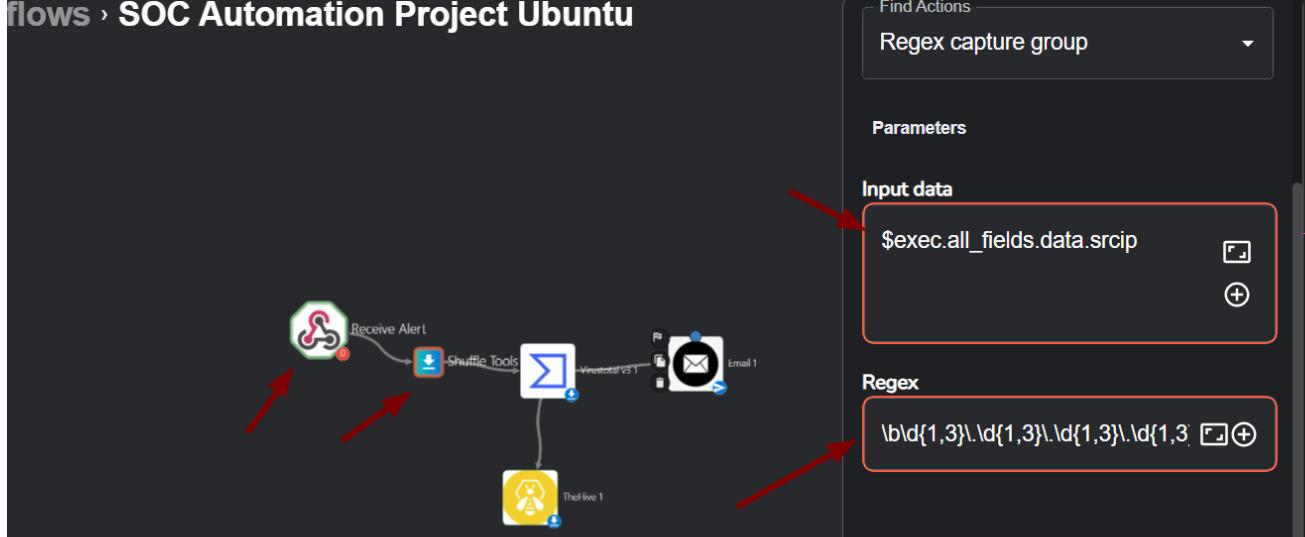 flows › SOC Automation Project Ubuntu
Find Actions
Regex capture group
Parameters
Input data
$exec.all_fields.data.srcip
Receive Alert
0
Shuffle Tools
Virustotal v3 1
Email 1
TheHive 1
Regex
\b\d{1,3}\.\d{1,3}\.\d{1,3}\.\d{1,3